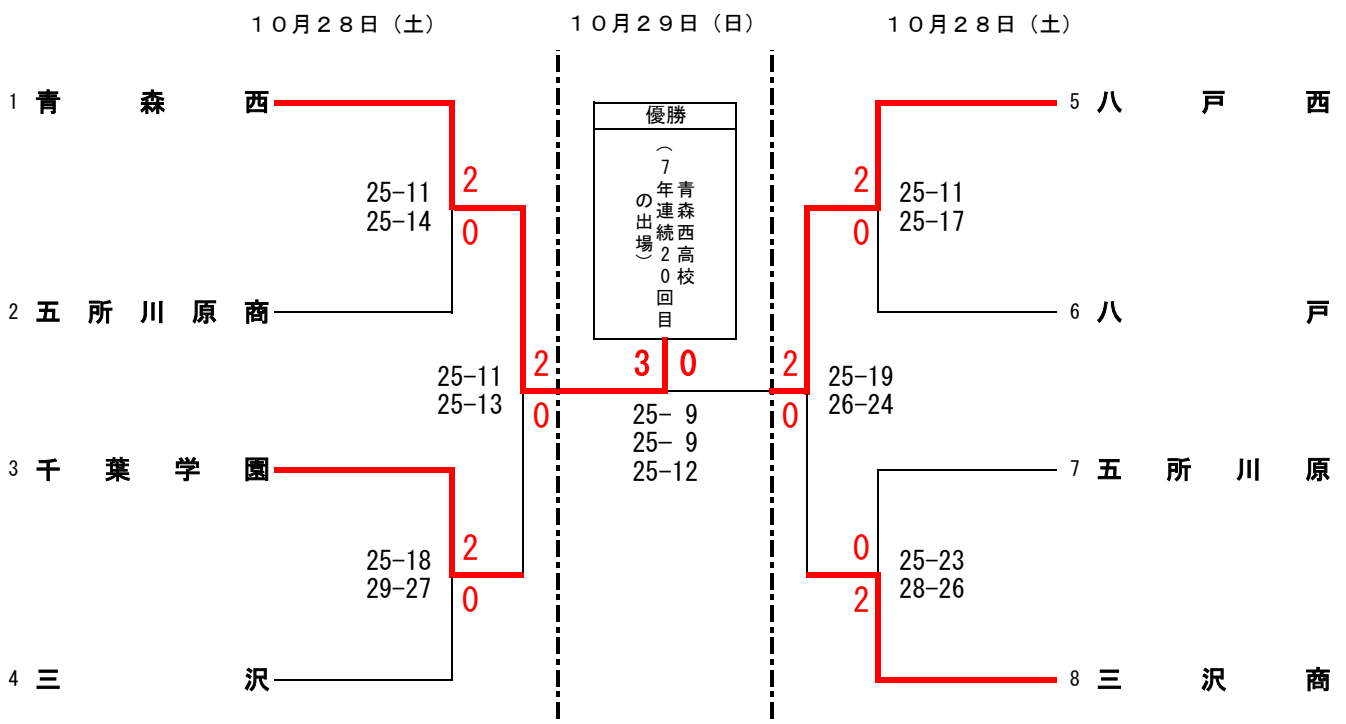 10月28日（土）
10月29日（日）
10月28日（土）
1 青森西
25-11
25-14
2
0
2 五所川原商
25-11
25-13
2
0
3 千葉学園
25-18
29-27
2
0
4 三沢
優勝
青森西高校
（7年連続20回目
の出場）
3 0
25- 9
25- 9
25-12
5 八戸西
2
0
25-11
25-17
6 八戸
2
0
25-19
26-24
7 五所川原
0
2
25-23
28-26
8 三沢商